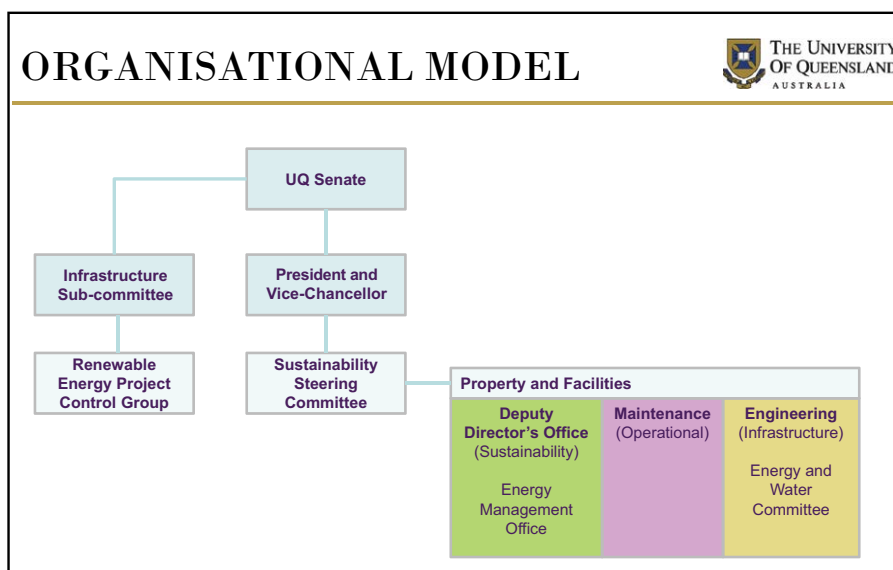 ORGANISATIONAL MODEL
THE UNIVERSITY
OF QUEENSLAND
AUSTRALIA
UQ Senate
Infrastructure
Sub-committee
President and
Vice-Chancellor
Renewable
Energy Project
Control Group
Sustainability
Steering
Committee
Property and Facilities
Deputy
Director's Office
(Sustainability)
Energy
Management
Office
Maintenance
(Operational)
Engineering
(Infrastructure)
Energy and
Water
Committee